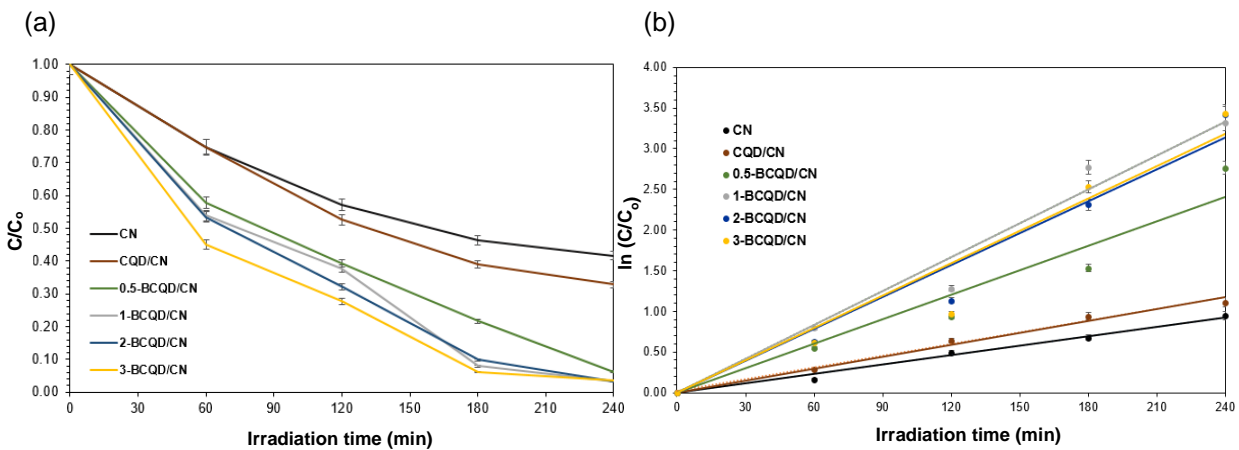 (a)
C/Co
1.00
0.90
0.80
0.70
0.60
0.50
0.40
0.30
0.20
0.10
0.00
CN
CQD/CN
0.5-BCQD/CN
1-BCQD/CN
2-BCQD/CN
3-BCQD/CN
0 30 60 90 120 150 180 210 240
Irradiation time (min)
(b)
ln (C/Co)
4.00
3.50
3.00
2.50
2.00
1.50
1.00
0.50
0.00
CN
CQD/CN
0.5-BCQD/CN
1-BCQD/CN
2-BCQD/CN
3-BCQD/CN
0 30 60 90 120 150 180 210 240
Irradiation time (min)